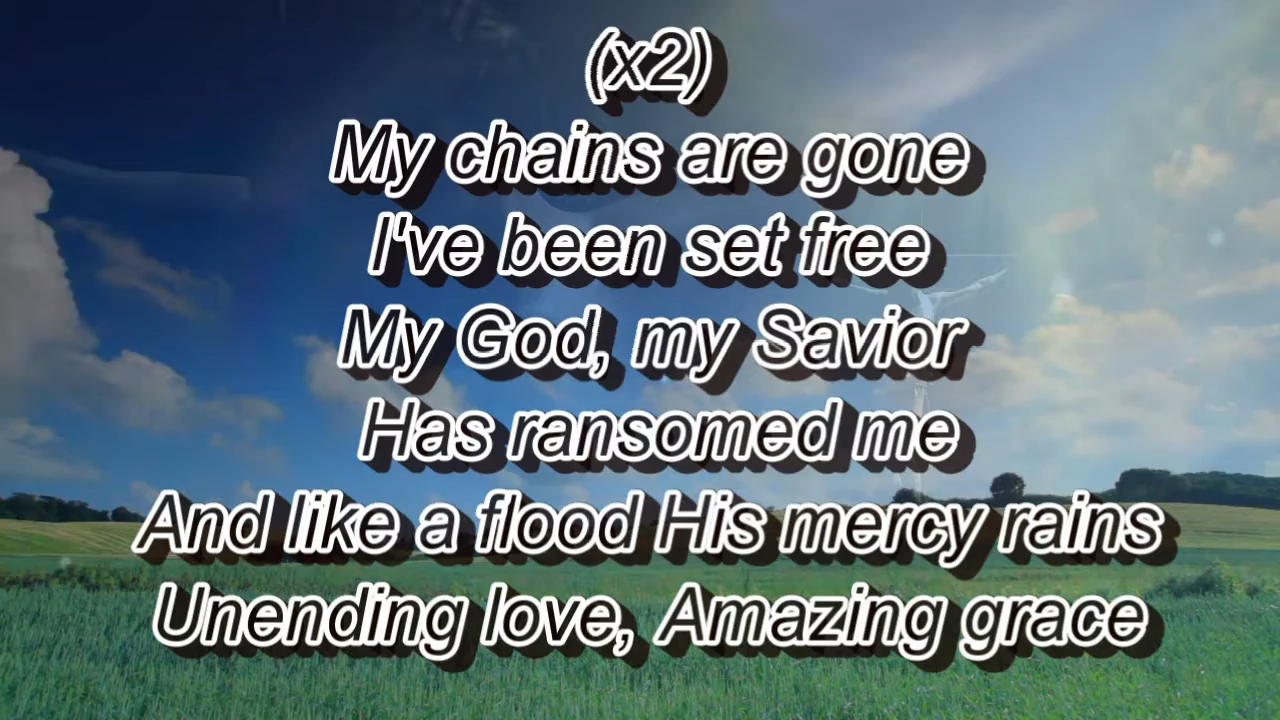 (x2)
My chains are gone
I've been set free
My God, my Savior
Has ransomed me
And like a flood His mercy rains
Unending love, Amazing grace